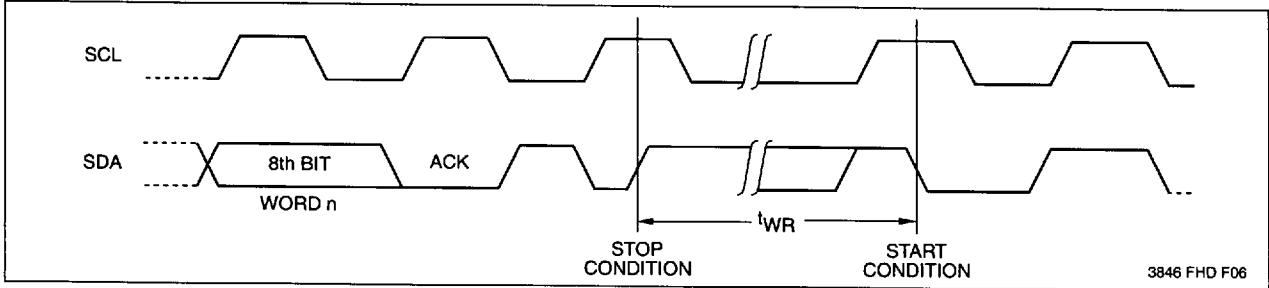 SCL
SDA
8th BIT
ACK
WORD n
tWR
STOP
CONDITION
START
CONDITION
3846 FHD F06